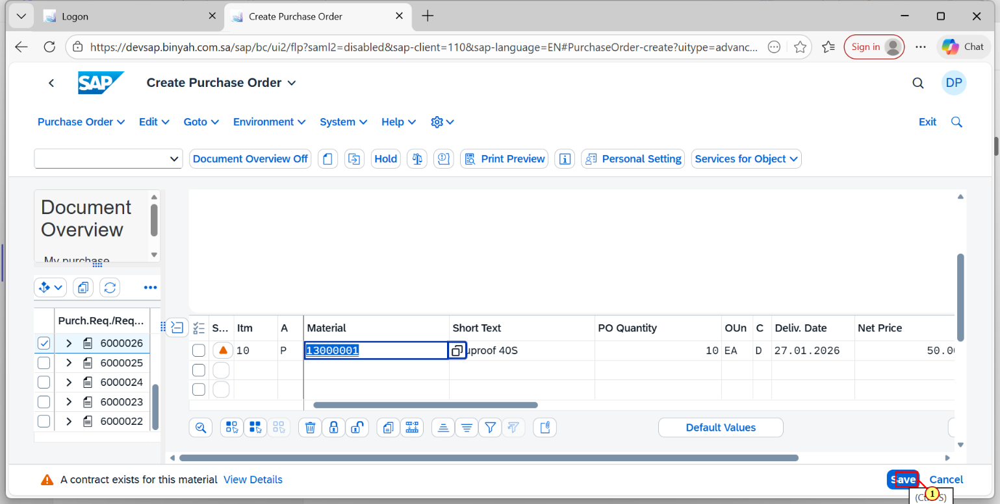 Logon
Create Purchase Order
https://devsap.binyah.com.sa/sap/bc/ui2/flp?saml2=disabled&sap-client=110&sap-language=EN#PurchaseOrder-create?uitype=advanc...
Sign in
Chat
SAP
Create Purchase Order
DP
Purchase Order
Edit
Goto
Environment
System
Help
Exit
Document Overview Off
Hold
Print Preview
Personal Setting
Services for Object
Document
Overview
My purchase
Purch.Req./Req...
6000026
6000025
6000024
6000023
6000022
S... Itm A Material Short Text PO Quantity OUn C Deliv. Date Net Price
10 P 13000001 uproof 40S 10 EA D 27.01.2026 50.00
Default Values
A contract exists for this material View Details
Save
Cancel
1